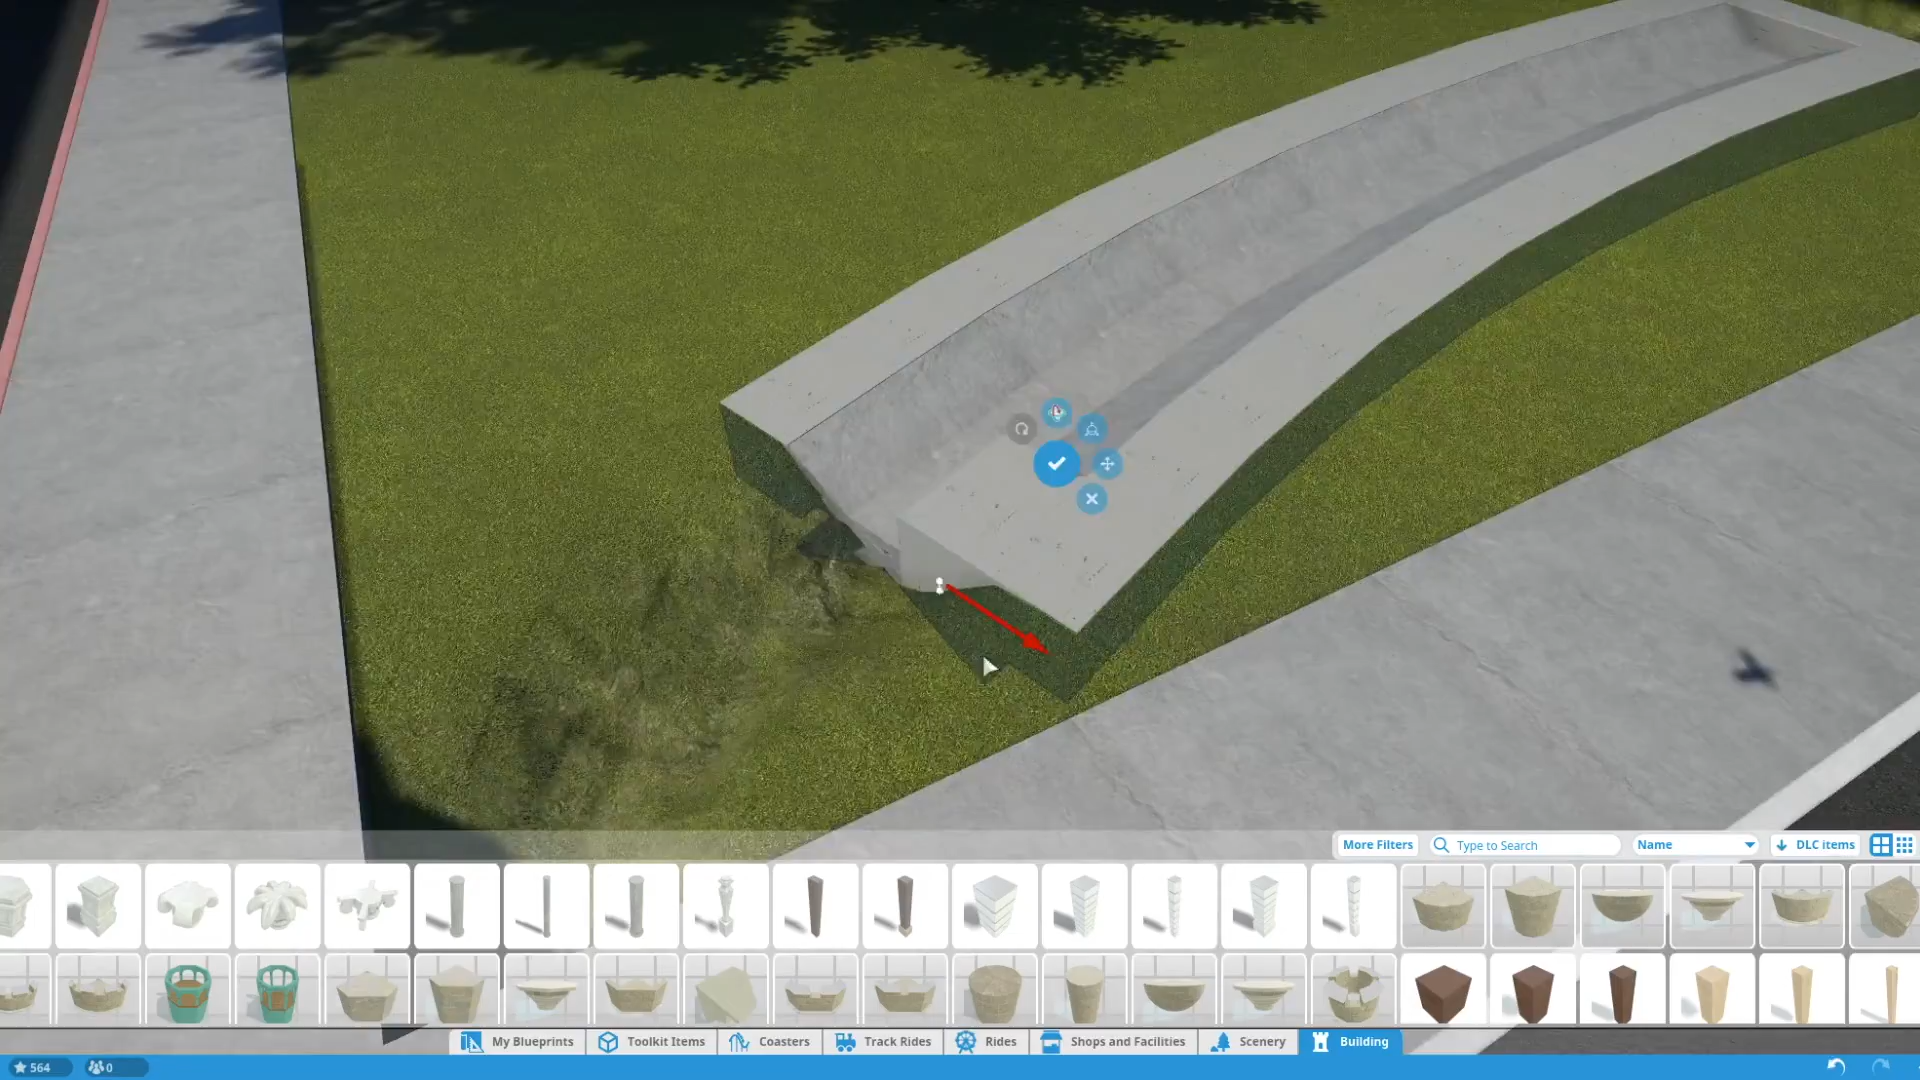 More Filters
Type to Search
Name
DLC items
My Blueprints
Toolkit Items
Coasters
Track Rides
Rides
Shops and Facilities
Scenery
Building
564
0